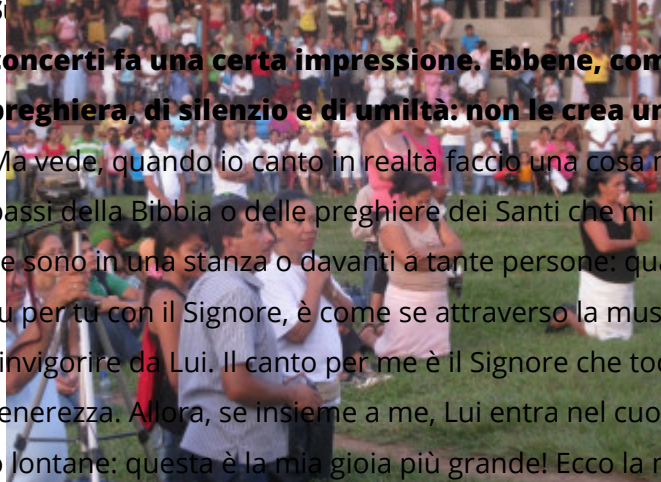 concerti fa una certa impressione. Ebbene, com
preghiera, di silenzio e di umiltà: non le crea un
Ma vede, quando io canto in realtà faccio una cosa
passi della Bibbia o delle preghiere dei Santi che mi
se sono in una stanza o davanti a tante persone: qua
tu per tu con il Signore, è come se attraverso la mus
invigorire da Lui. Il canto per me è il Signore che toc
tenerezza. Allora, se insieme a me, Lui entra nel cuo
lontane: questa è la mia gioia più grande! Ecco la